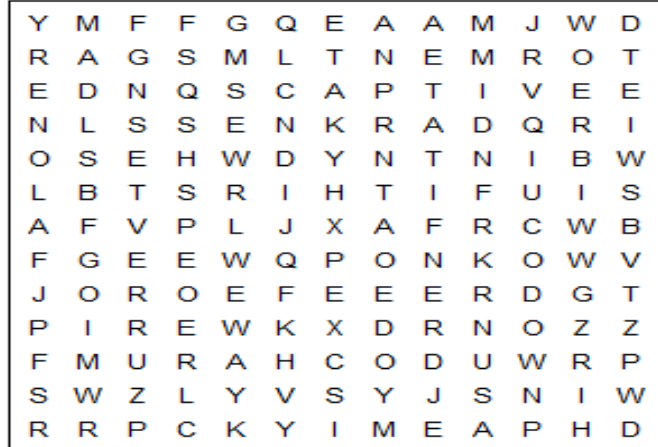 Y M F F G Q E A A M J W D
R A G S M L T N E M R O T
E D N Q S C A P T I V E E
N L S S E N K R A D Q R I
O S E H W D Y N T N I B W
L B T S R I H T I F U I S
A F V P L J X A F R C W B
F G E E W Q P O N K O W V
J O R O E F E E E R D G T
P I R E W K X D R N O Z Z
F M U R A H C O D U W R P
S W Z L Y V S Y J S N I W
R R P C K Y I M E A P H D